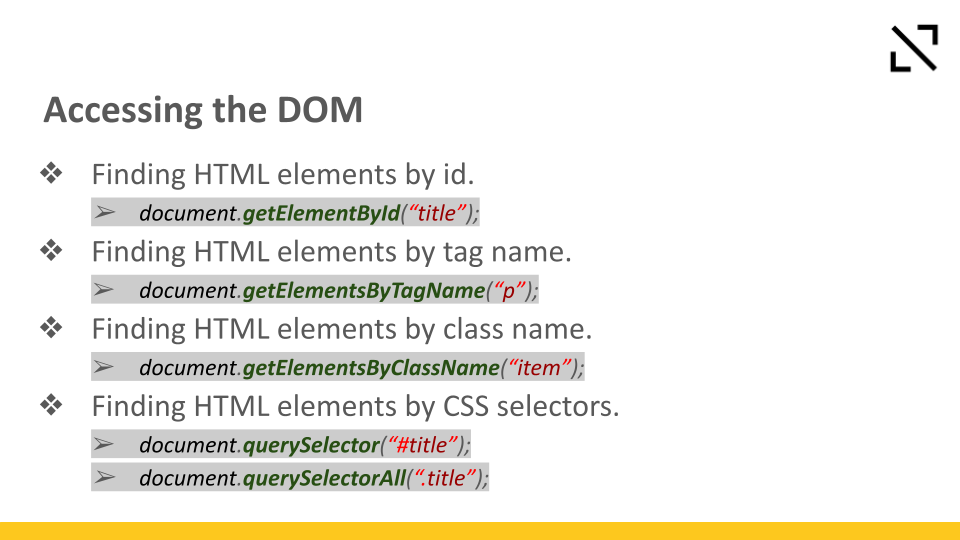 Accessing the DOM
❖ Finding HTML elements by id.
➢ document.getElementById(“title”);
❖ Finding HTML elements by tag name.
➢ document.getElementsByTagName(“p”);
❖ Finding HTML elements by class name.
➢ document.getElementsByClassName(“item”);
❖ Finding HTML elements by CSS selectors.
➢ document.querySelector(“#title”);
➢ document.querySelectorAll(“.title”);